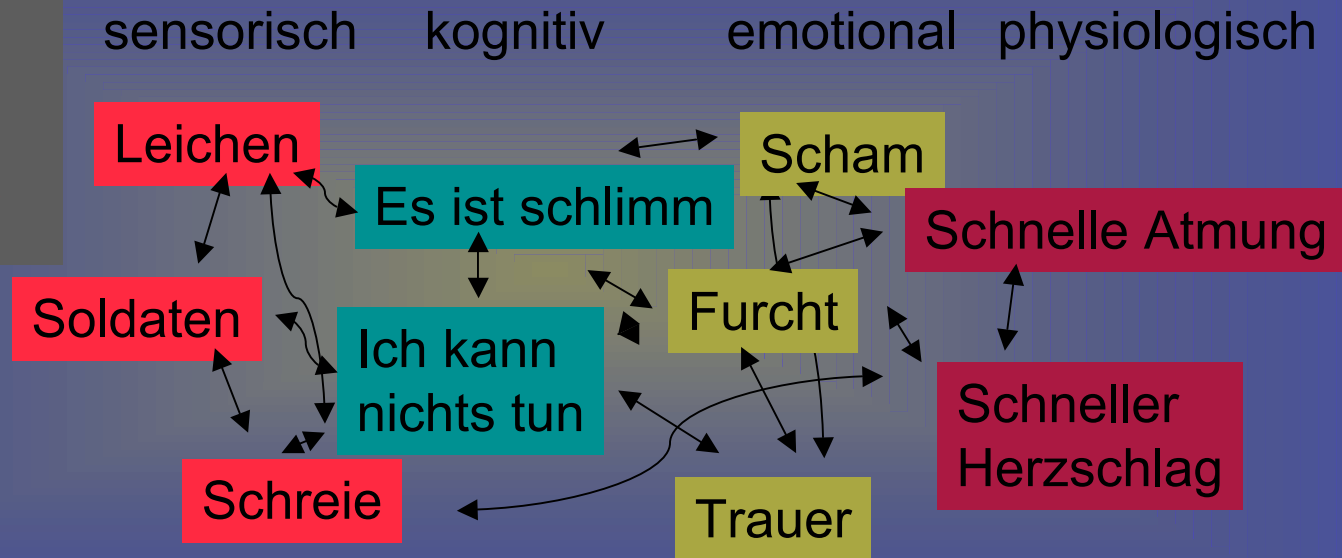 sensorisch kognitiv emotional physiologisch
Leichen
Scham
Es ist schlimm
Schnelle Atmung
Soldaten
Furcht
Ich kann
nichts tun
Schneller
Herzschlag
Schreie
Trauer